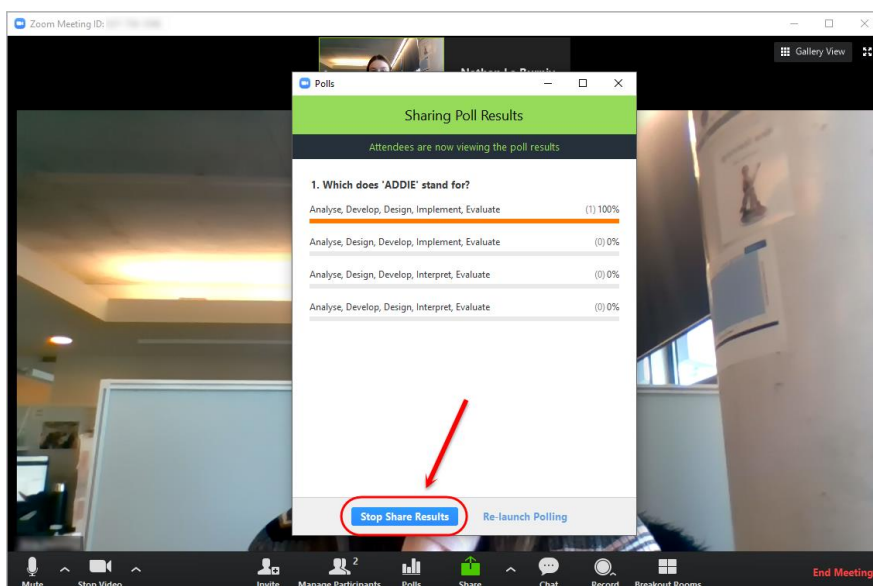 Zoom Meeting ID:
Gallery View
Polls
Sharing Poll Results
Attendees are now viewing the poll results
1. Which does 'ADDIE' stand for?
Analyse, Develop, Design, Implement, Evaluate (1) 100%
Analyse, Design, Develop, Implement, Evaluate (0) 0%
Analyse, Design, Develop, Interpret, Evaluate (0) 0%
Analyse, Develop, Design, Interpret, Evaluate (0) 0%
Stop Share Results Re-launch Polling
2
Mute Stop Video Invite Manage Participants Polls Share Chat Record Breakout Rooms End Meeting